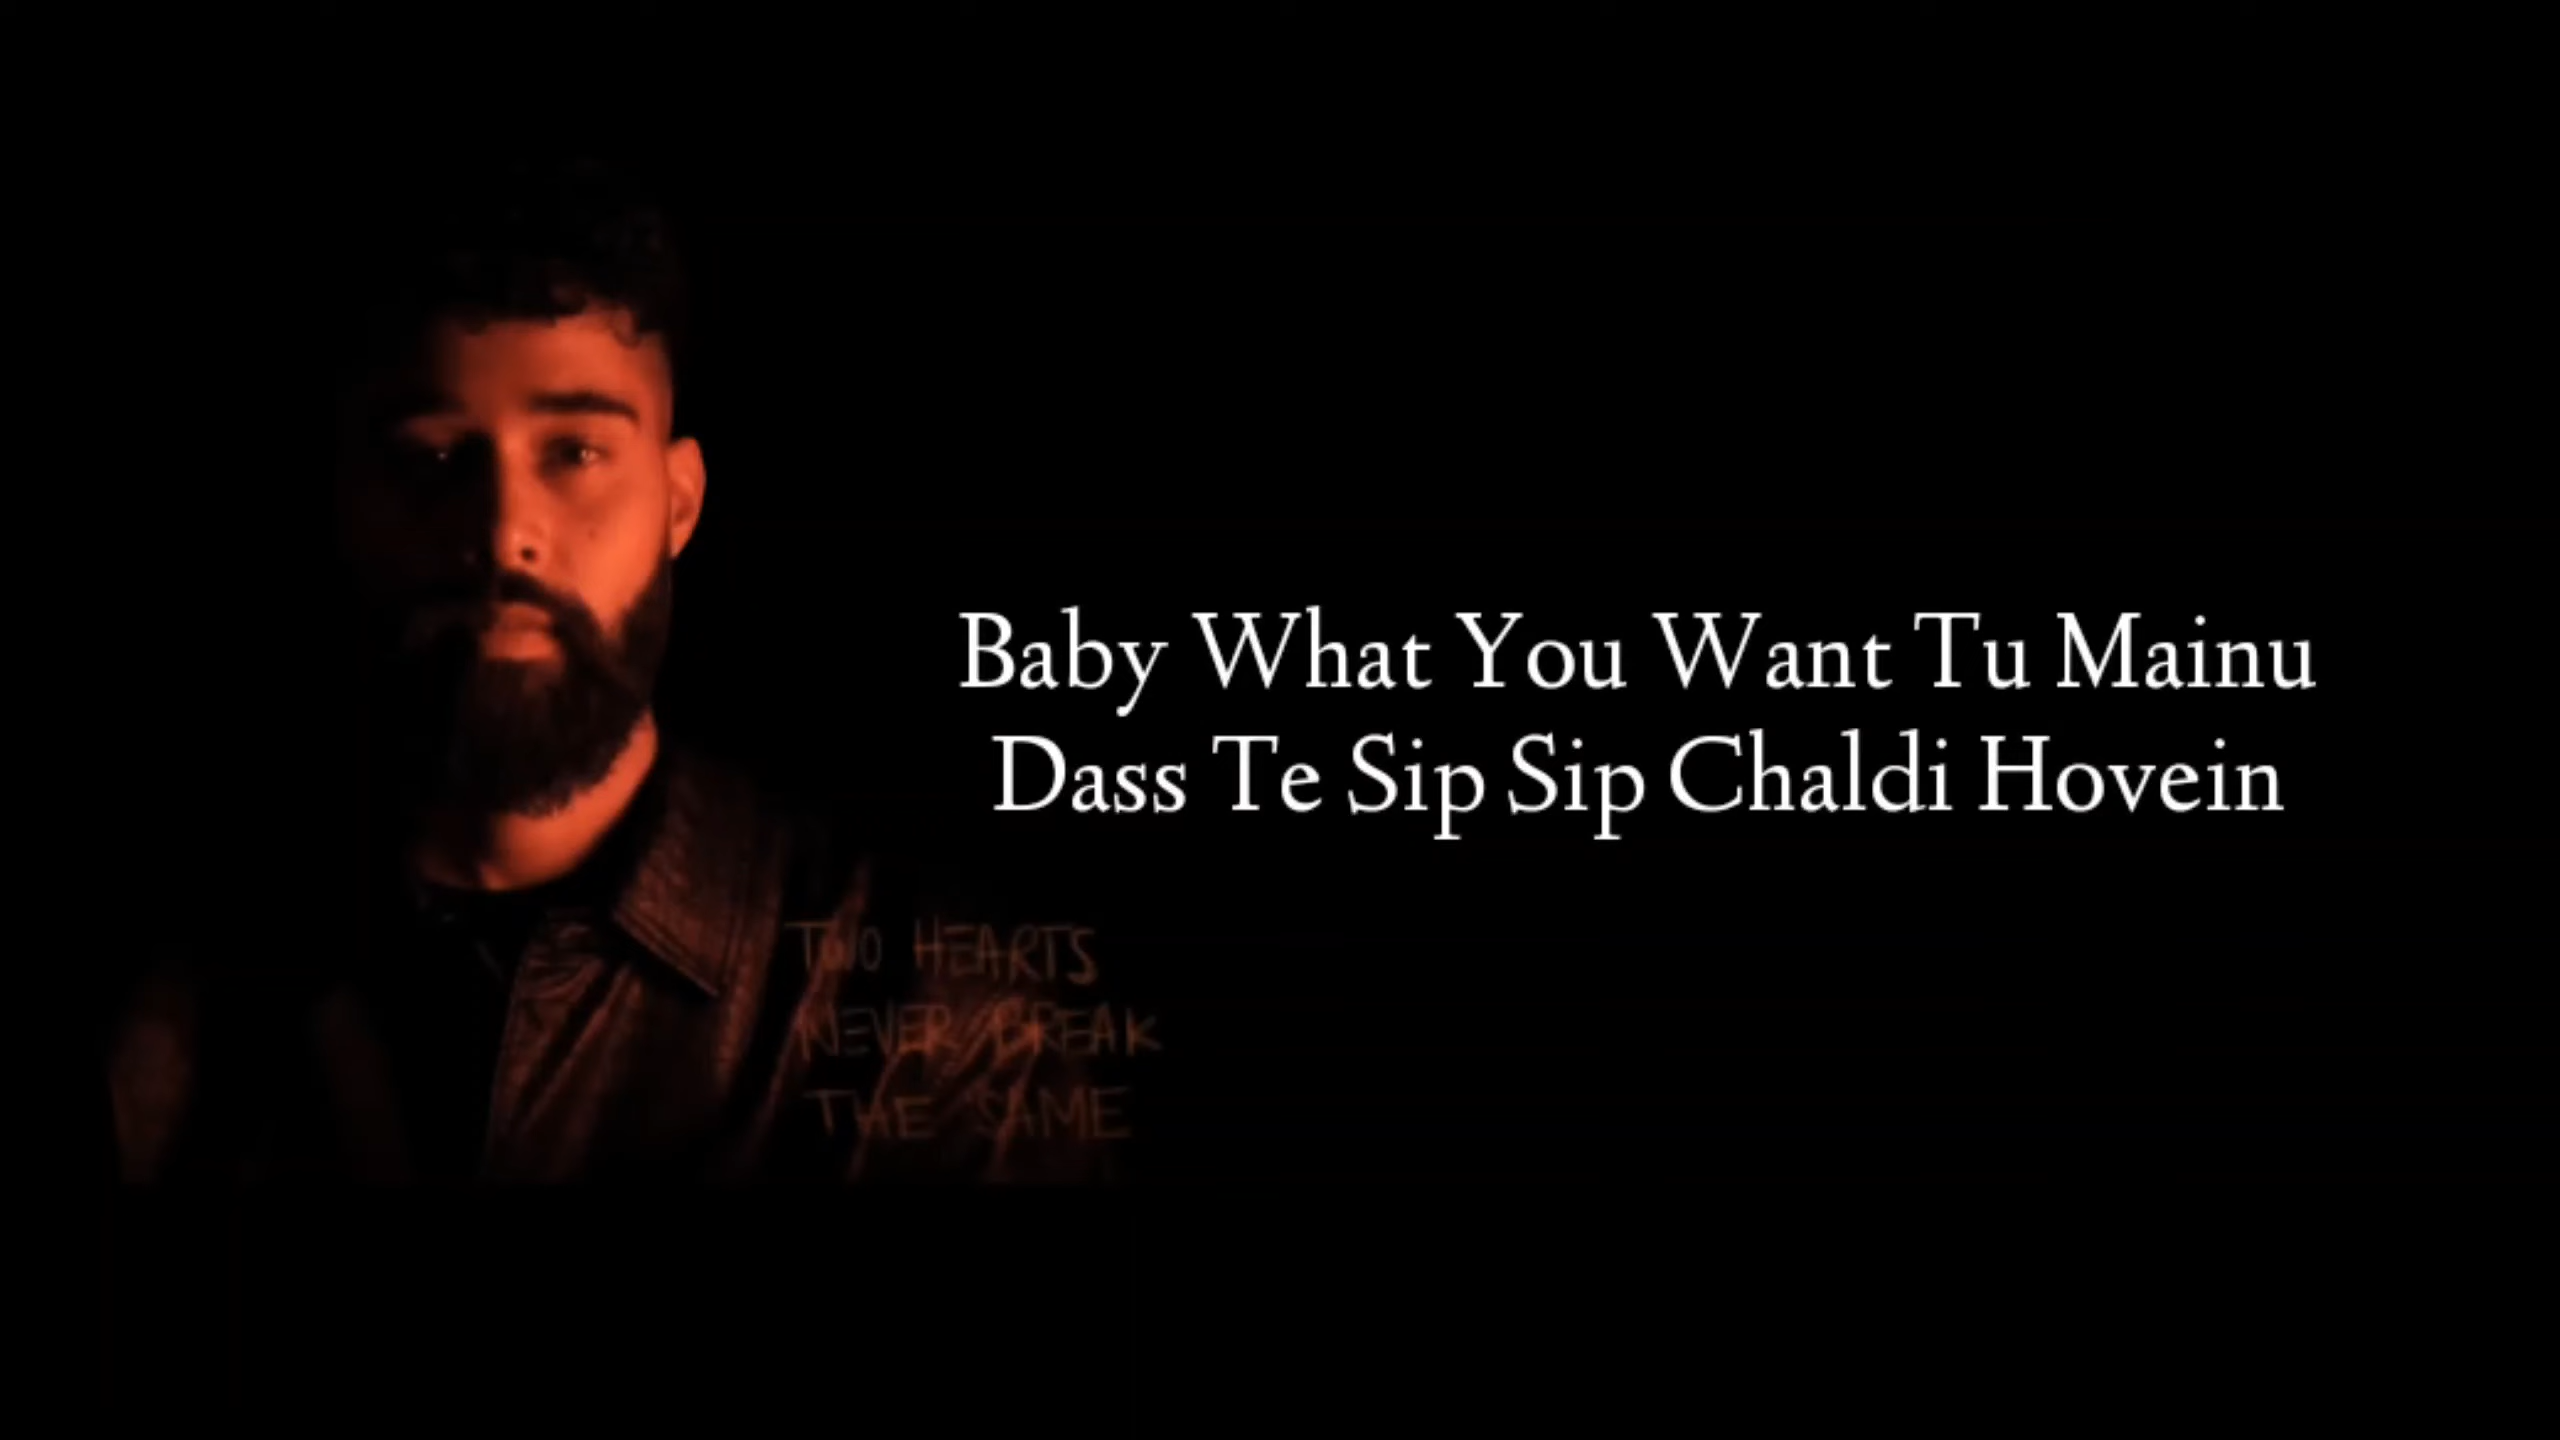 Baby What You Want Tu Mainu
Dass Te Sip Sip Chaldi Hovein
TWO HEARTS
NEVER BREAK
THE SAME